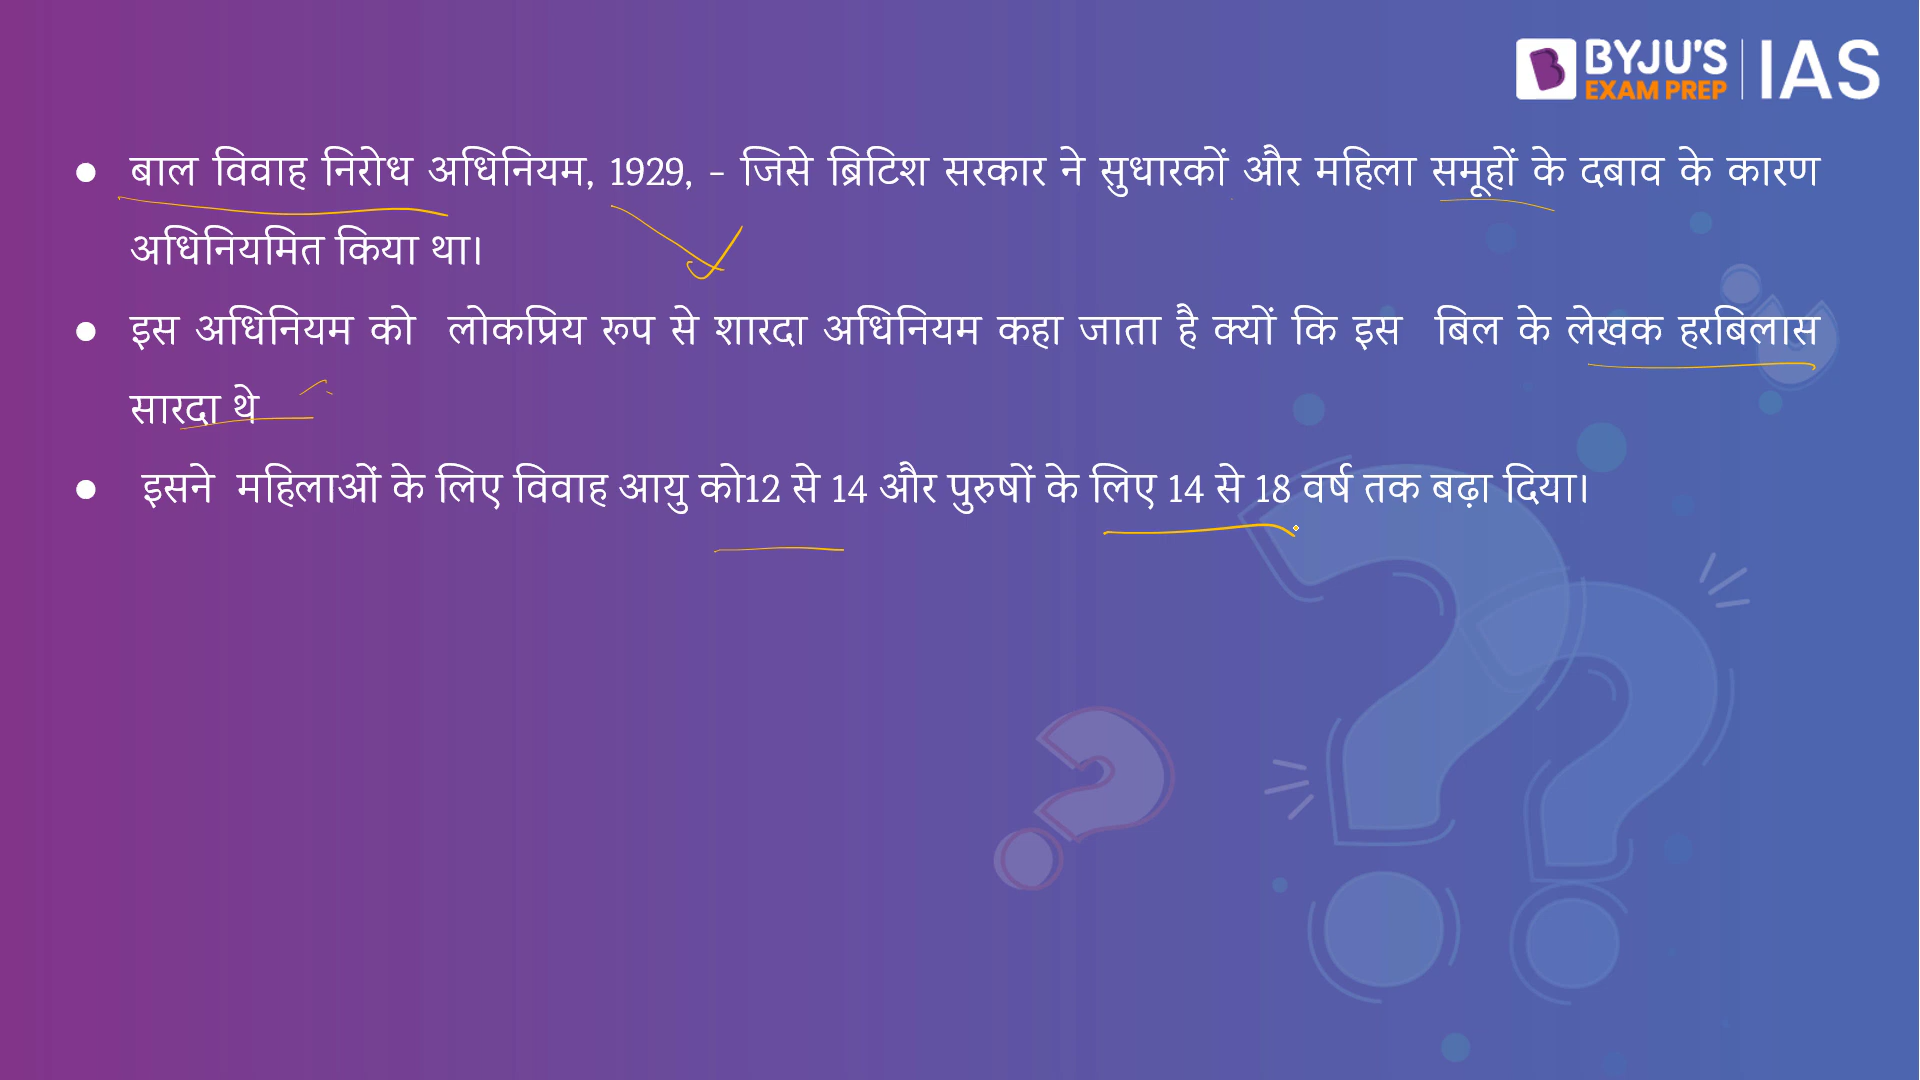 BYJU'S IAS
EXAM PREP
● बाल विवाह निरोध अधिनियम, 1929, - जिसे ब्रिटिश सरकार ने सुधारकों और महिला समूहों के दबाव के कारण
अधिनियमित किया था।
● इस अधिनियम को लोकप्रिय रूप से शारदा अधिनियम कहा जाता है क्यों कि इस बिल के लेखक हरबिलास
सारदा थे
● इसने महिलाओं के लिए विवाह आयु को12 से 14 और पुरुषों के लिए 14 से 18 वर्ष तक बढ़ा दिया।